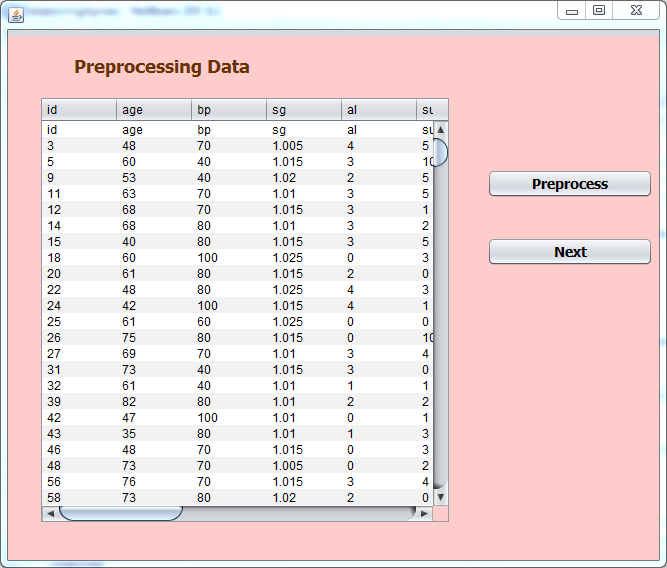 Preprocessing Data
id age bp sg al su
id age bp sg al su
3 48 70 1.005 4 5
5 60 40 1.015 3 10
9 53 40 1.02 2 5
11 63 70 1.01 3 5
12 68 70 1.015 3 1
14 68 80 1.01 3 2
15 40 80 1.015 3 5
18 60 100 1.025 0 3
20 61 80 1.015 2 0
22 48 80 1.025 4 3
24 42 100 1.015 4 1
25 61 60 1.025 0 0
26 75 80 1.015 0 10
27 69 70 1.01 3 4
31 73 40 1.015 3 0
32 61 40 1.01 1 1
39 82 80 1.01 2 2
42 47 100 1.01 0 1
43 35 80 1.01 1 3
46 48 70 1.015 0 3
48 73 70 1.005 0 2
56 76 70 1.015 3 4
58 73 80 1.02 2 0
Preprocess
Next